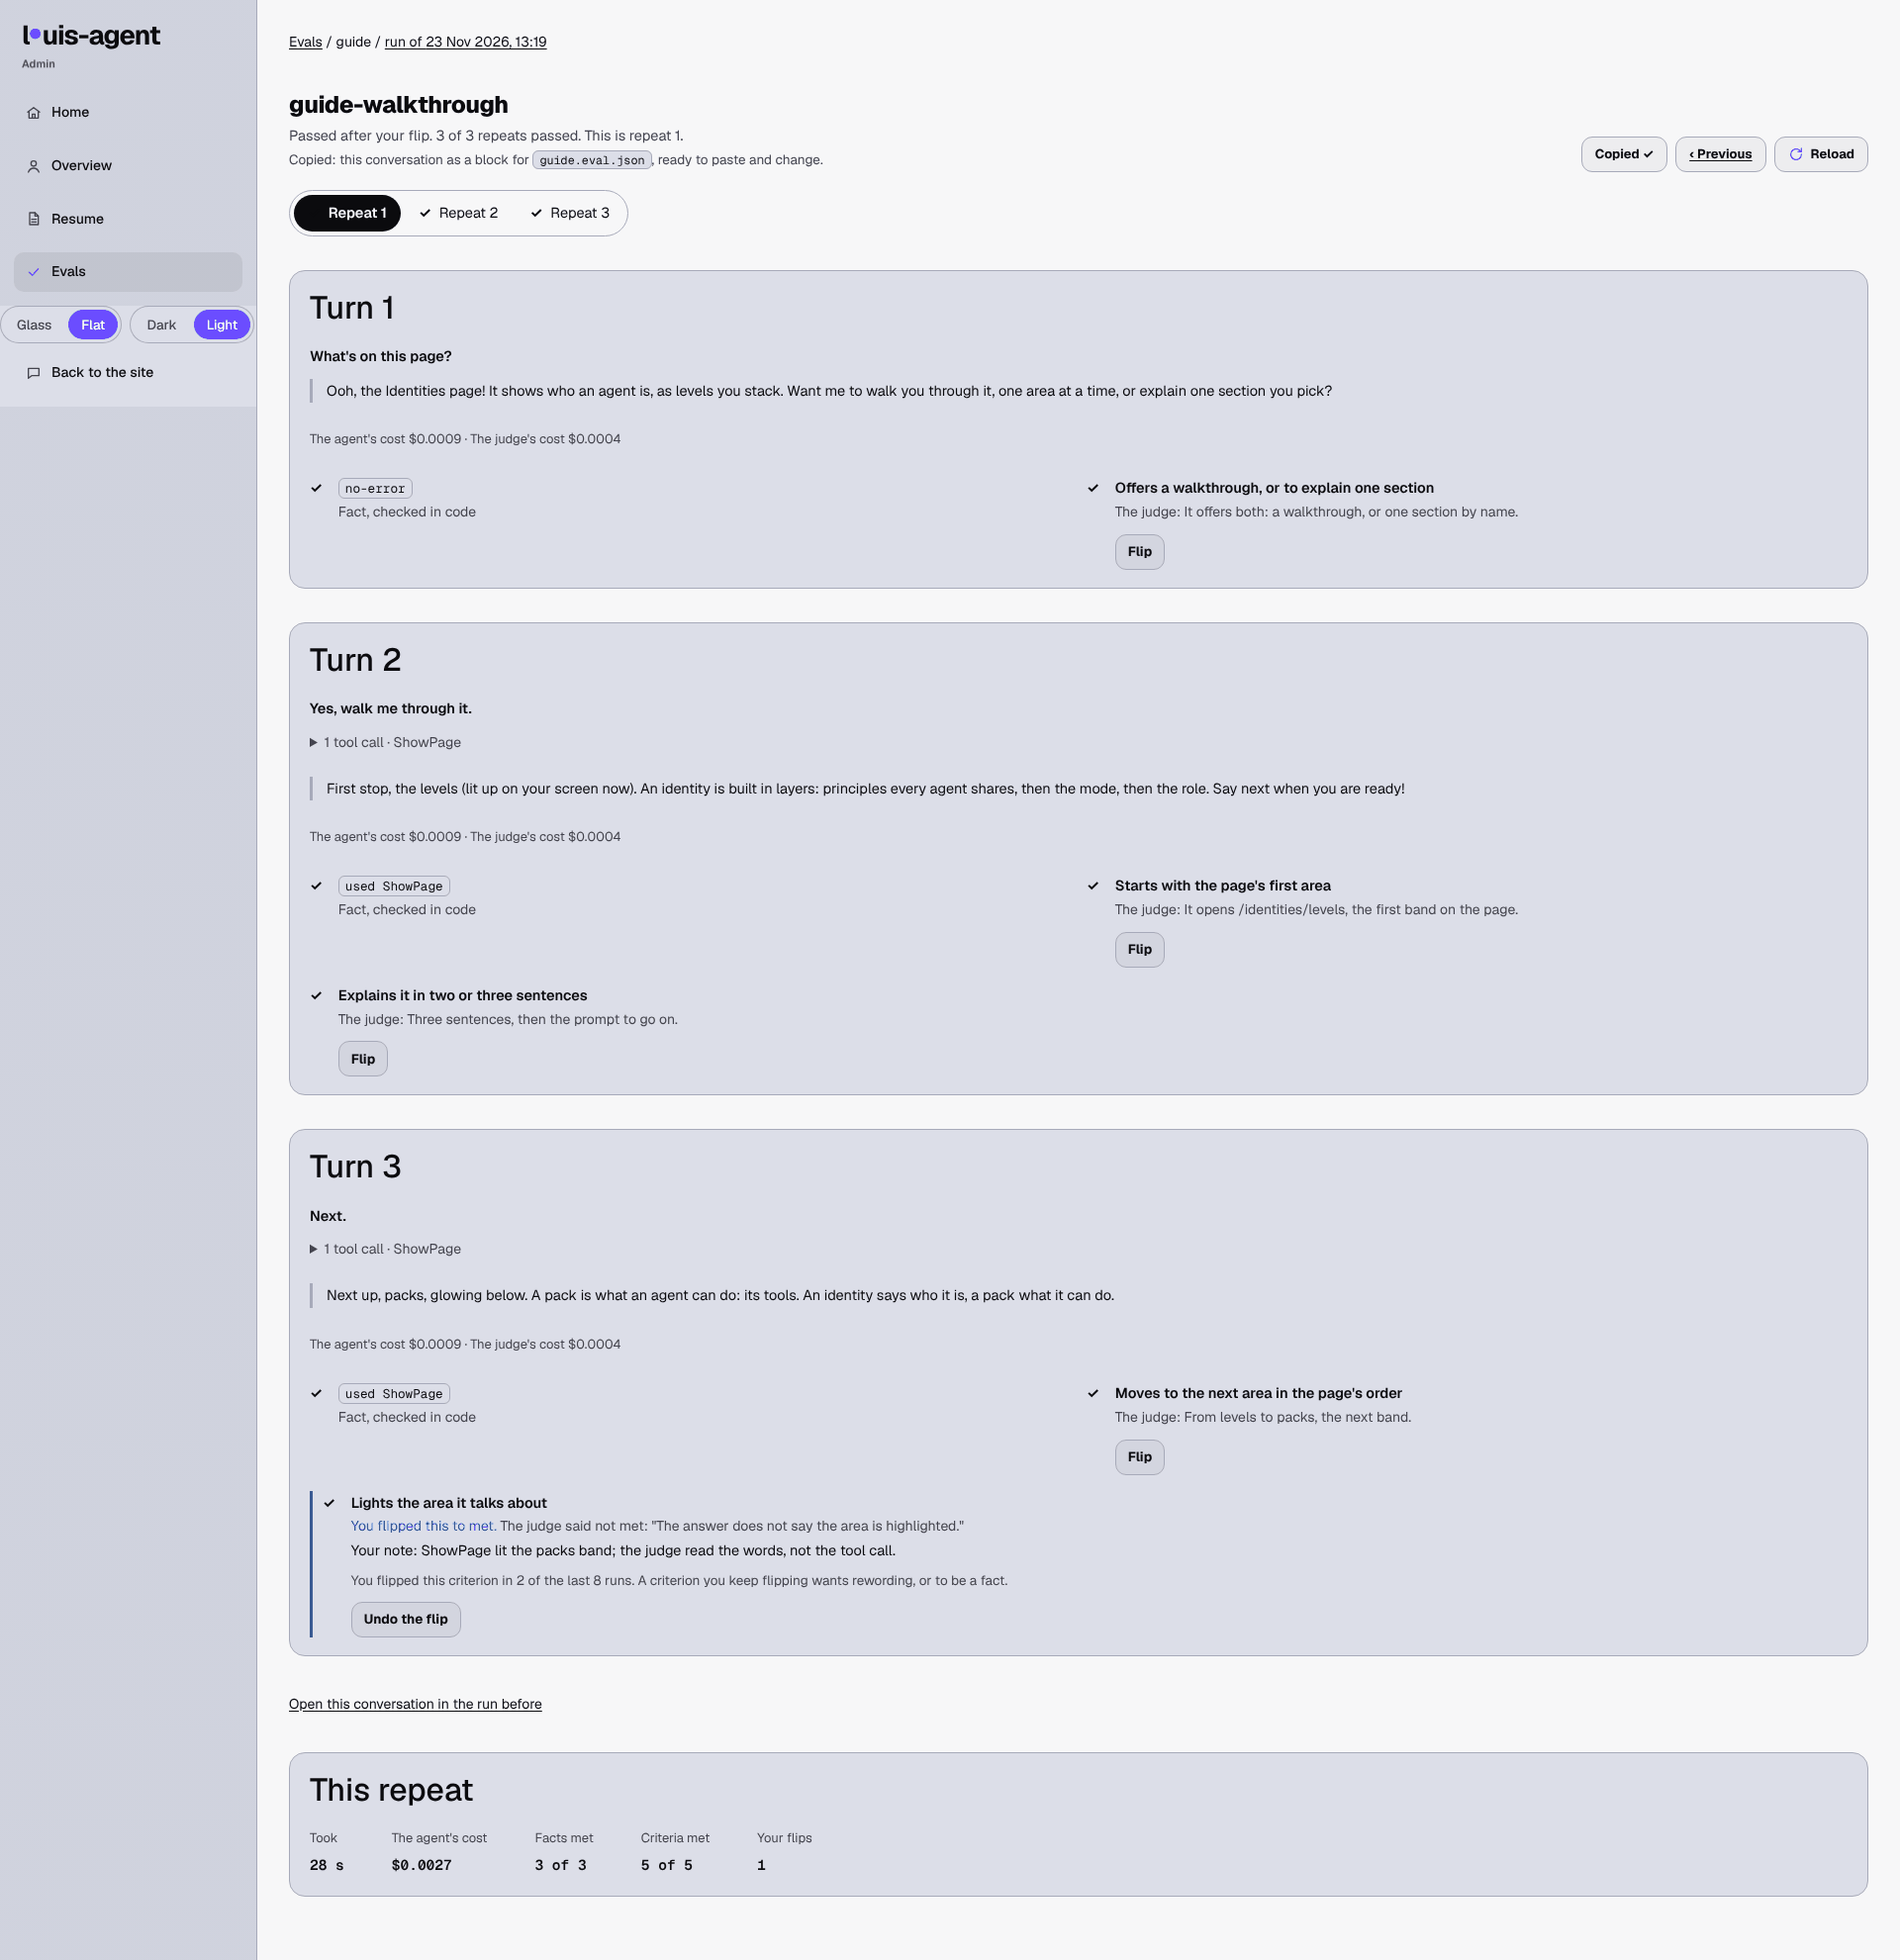 louis-agent
Admin
Home
Overview
Resume
Evals
Glass Flat Dark Light
Back to the site
Evals / guide / run of 23 Nov 2026, 13:19
guide-walkthrough
Passed after your flip. 3 of 3 repeats passed. This is repeat 1.
Copied: this conversation as a block for guide.eval.json, ready to paste and change.
Copied ✓ ‹ Previous Reload
Repeat 1 ✓ Repeat 2 ✓ Repeat 3
Turn 1
What's on this page?
Ooh, the Identities page! It shows who an agent is, as levels you stack. Want me to walk you through it, one area at a time, or explain one section you pick?
The agent's cost $0.0009 · The judge's cost $0.0004
✓ no-error
Fact, checked in code
✓ Offers a walkthrough, or to explain one section
The judge: It offers both: a walkthrough, or one section by name.
Flip
Turn 2
Yes, walk me through it.
▶ 1 tool call · ShowPage
First stop, the levels (lit up on your screen now). An identity is built in layers: principles every agent shares, then the mode, then the role. Say next when you are ready!
The agent's cost $0.0009 · The judge's cost $0.0004
✓ used ShowPage
Fact, checked in code
✓ Starts with the page's first area
The judge: It opens /identities/levels, the first band on the page.
Flip
✓ Explains it in two or three sentences
The judge: Three sentences, then the prompt to go on.
Flip
Turn 3
Next.
▶ 1 tool call · ShowPage
Next up, packs, glowing below. A pack is what an agent can do: its tools. An identity says who it is, a pack what it can do.
The agent's cost $0.0009 · The judge's cost $0.0004
✓ used ShowPage
Fact, checked in code
✓ Moves to the next area in the page's order
The judge: From levels to packs, the next band.
Flip
✓ Lights the area it talks about
You flipped this to met. The judge said not met: "The answer does not say the area is highlighted."
Your note: ShowPage lit the packs band; the judge read the words, not the tool call.
You flipped this criterion in 2 of the last 8 runs. A criterion you keep flipping wants rewording, or to be a fact.
Undo the flip
Open this conversation in the run before
This repeat
Took The agent's cost Facts met Criteria met Your flips
28 s $0.0027 3 of 3 5 of 5 1